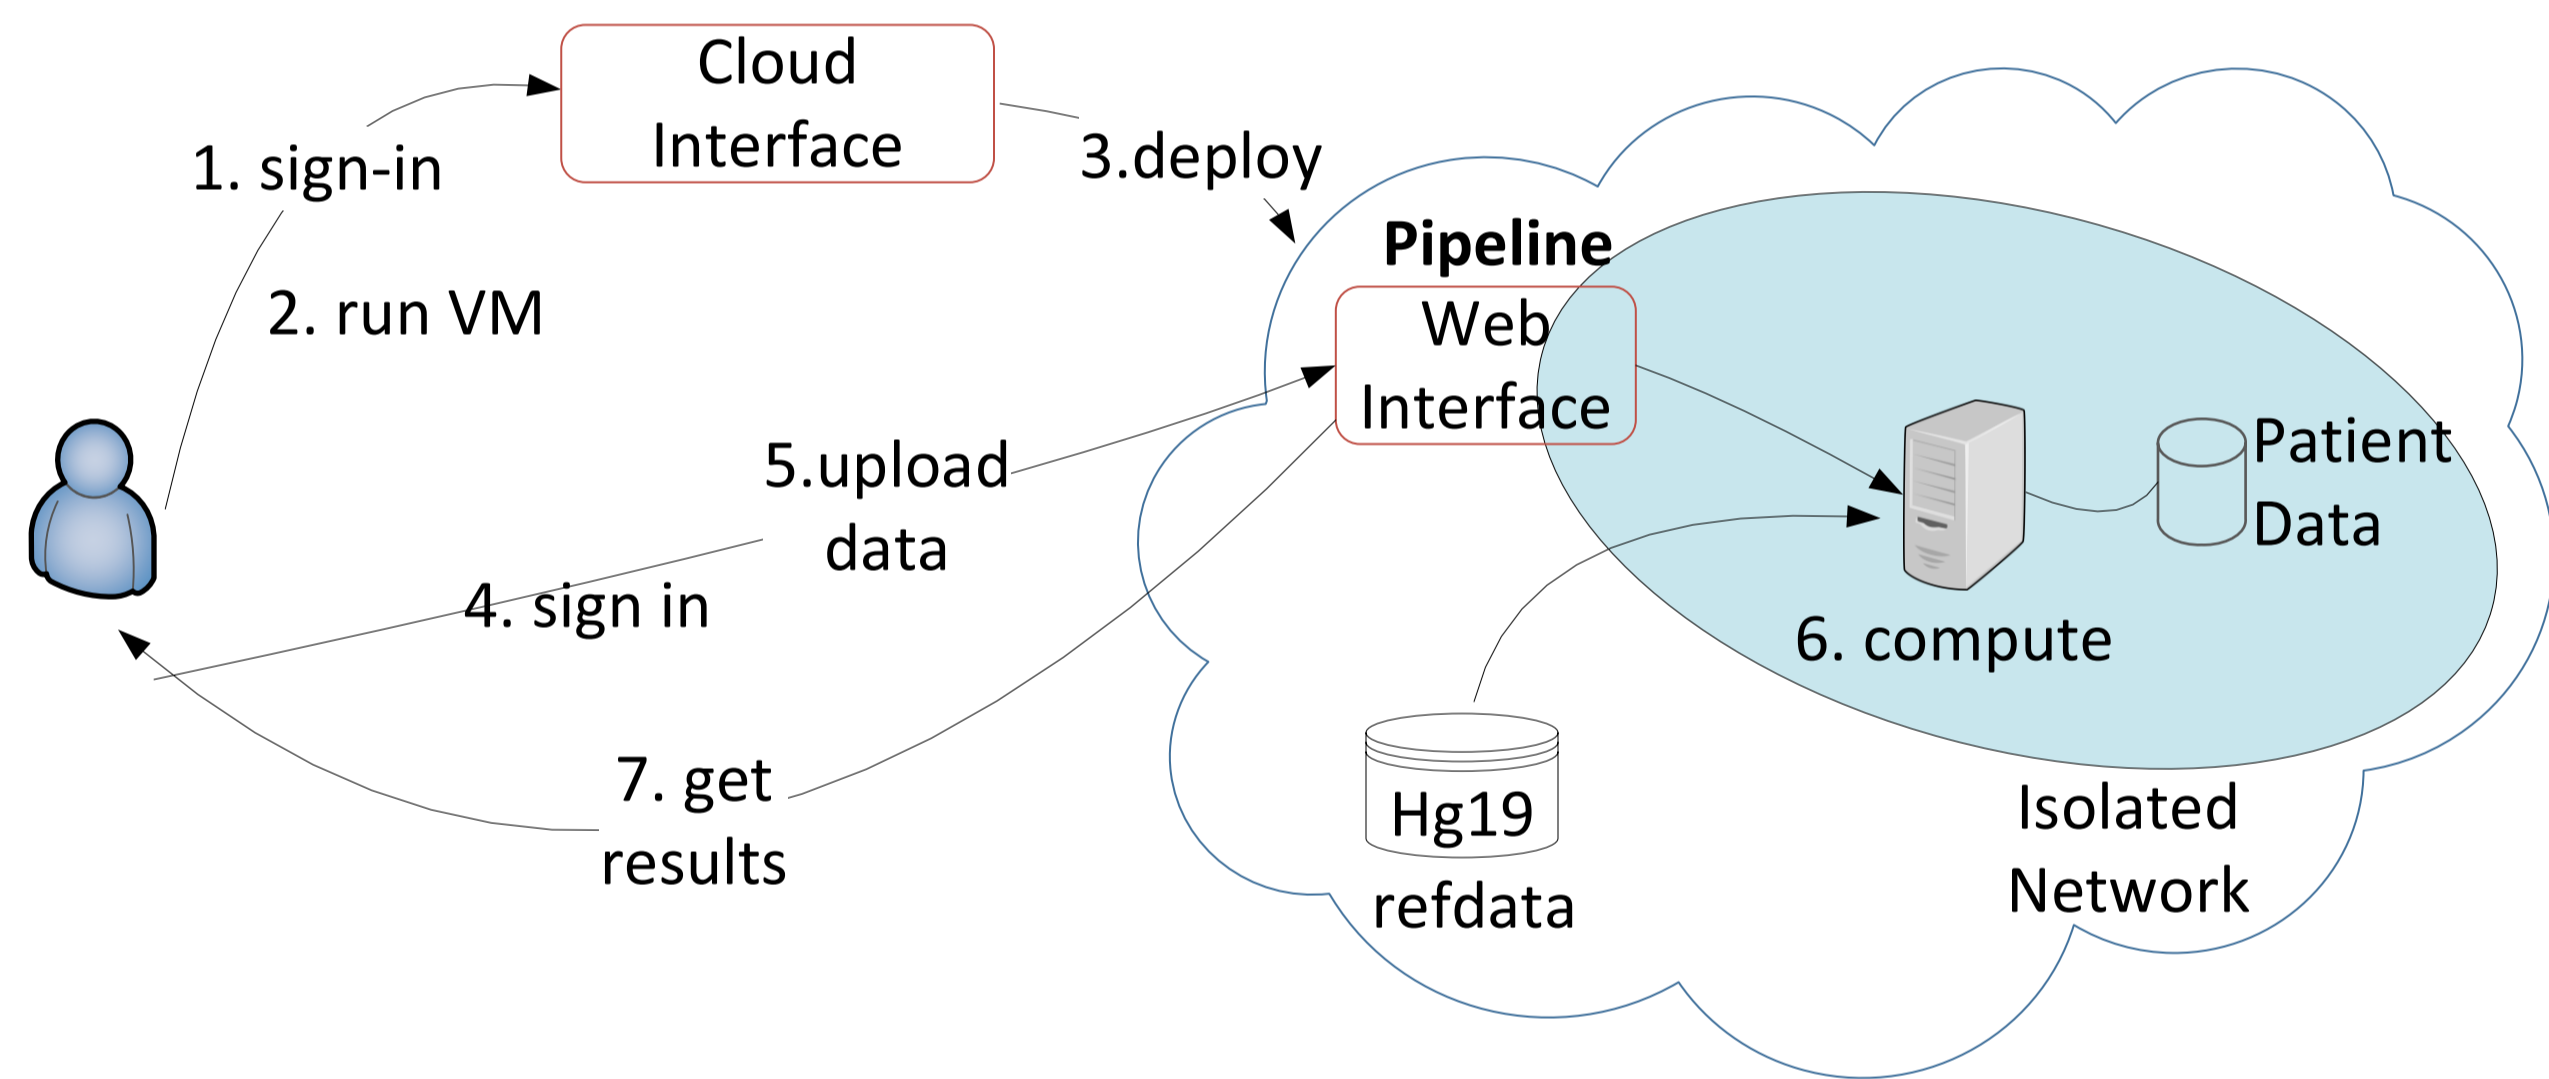 Cloud
Interface
1. sign-in
3.deploy
2. run VM
Pipeline
Web
Interface
5.upload
data
4. sign in
Patient
Data
6. compute
7. get
results
Hg19
refdata
Isolated
Network